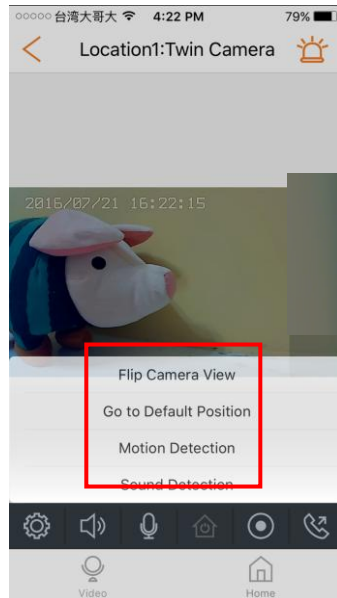 台湾大哥大 4:22 PM 79%
Location1:Twin Camera
2016/07/21 16:22:15
Flip Camera View
Go to Default Position
Motion Detection
Sound Detection
Video Home